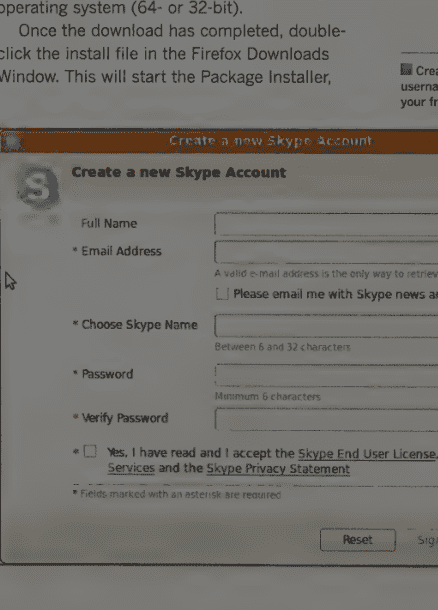 operating system (64- or 32-bit).
Once the download has completed, double-
click the install file in the Firefox Downloads
Window. This will start the Package Installer,
Crea
userna
your fr
Create a new Skype Account
S
Create a new Skype Account
Full Name
* Email Address
A valid e-mail address is the only way to retriev
Please email me with Skype news a
* Choose Skype Name
Between 6 and 32 characters
* Password
Minimum 6 characters
* Verify Password
* Yes, I have read and I accept the Skype End User License,
Services and the Skype Privacy Statement
* Fields marked with an asterisk are required
Reset Sig